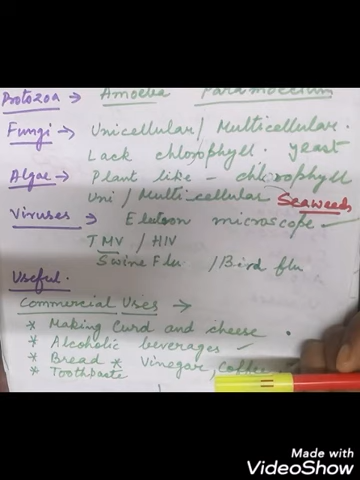 Protozoa → Amoeba Paramoecium
Fungi → Unicellular / Multicellular.
Lack chlorophyll. yeast
Algae → Plant like - chlorophyll
Uni / Multicellular Seaweeds
Viruses → Electron microscope
TMV / HIV
Swine Flu / Bird flu
Useful.
Commercial Uses →
* Making Curd and cheese
* Alcoholic beverages
* Bread * Vinegar, Coffee
* Toothpaste
Made with
VideoShow